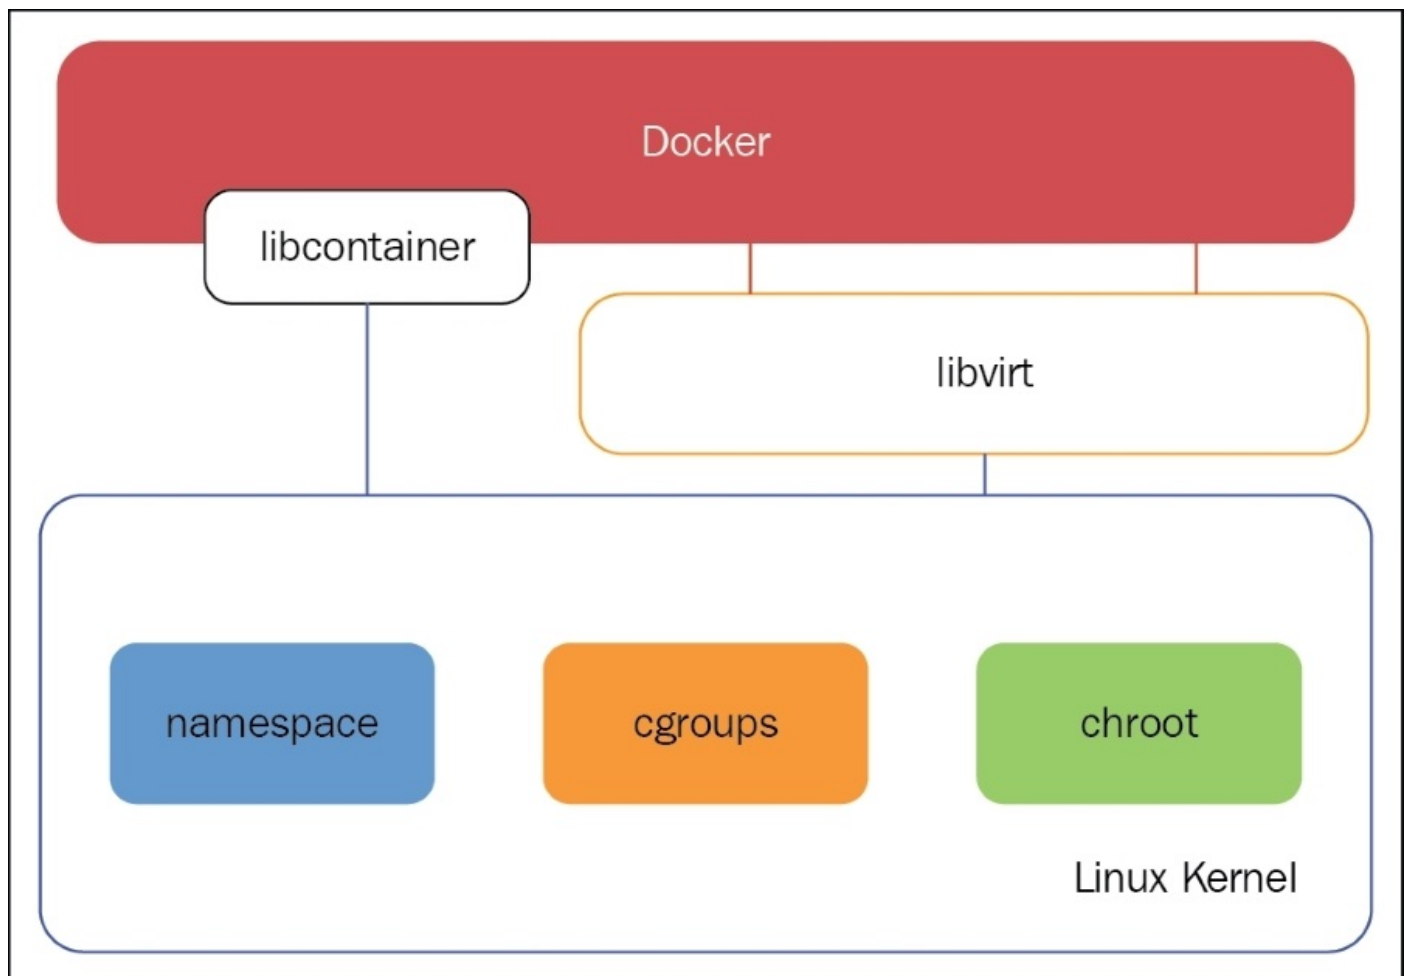 Docker
libcontainer
libvirt
namespace
cgroups
chroot
Linux Kernel